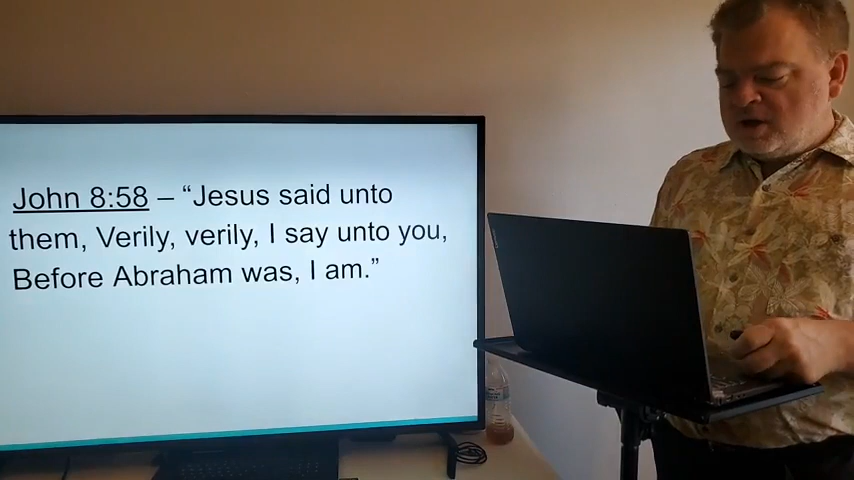 John 8:58 – “Jesus said unto
them, Verily, verily, I say unto you,
Before Abraham was, I am.”